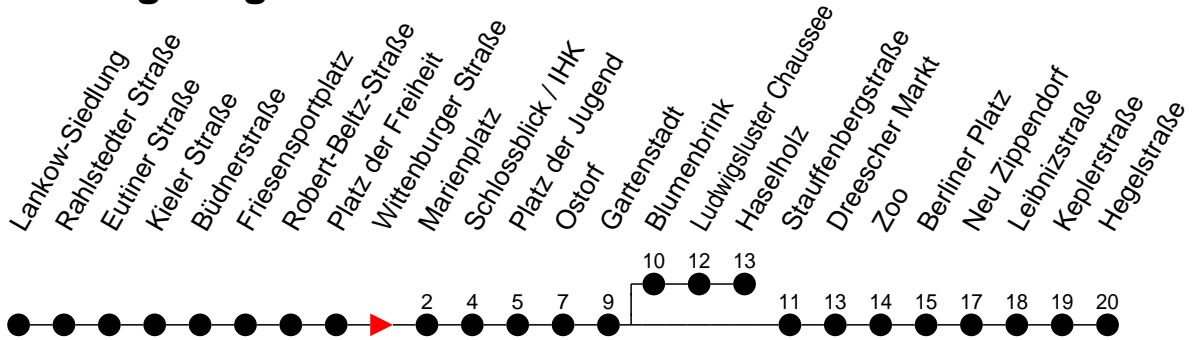 Lankow-Siedlung
Rahlstedter Straße
Eutiner Straße
Kieler Straße
Büdnerstraße
Friesensportplatz
Robert-Beltz-Straße
Platz der Freiheit
Wittenburger Straße
Marienplatz
Schlossblick / IHK
Platz der Jugend
Ostorf
Gartenstadt
Blumenbrink
Ludwigsluster Chaussee
Haselholz
Stauffenbergstraße
Dreescher Markt
Zoo
Berliner Platz
Neu Zippendorf
Leibnizstraße
Keplerstraße
Hegelstraße
10 12 13
2 4 5 7 9 11 13 14 15 17 18 19 20